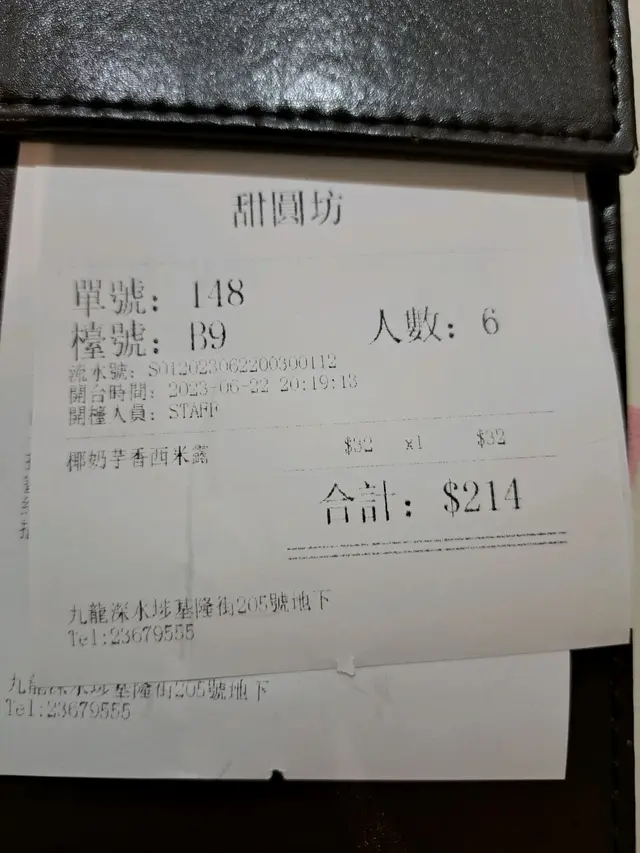 甜圓坊
單號: 148
檯號: B9 人數: 6
流水號: S012023062200300112
開台時間: 2023-06-22 20:19:13
開檯人員: STAFF
椰奶芋香西米露 $32 x1 $32
合計: $214
九龍深水埗基隆街205號地下
Tel:23679555
九龍深水埗基隆街205號地下
Tel:23679555